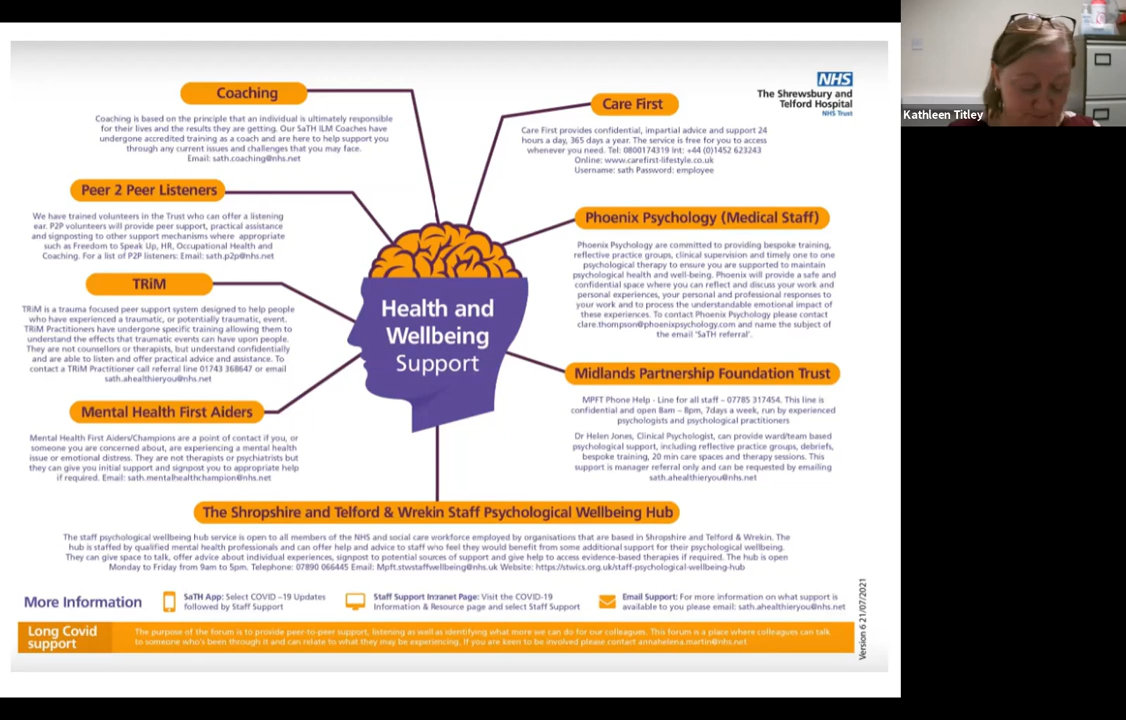 Coaching
Coaching is based on the principle that an individual is ultimately responsible
for their lives and the results they are getting. Our SaTH ILM Coaches have
undergone accredited training as a coach and are here to help support you
through any current issues and challenges that you may face.
Email: sath.coaching@nhs.net
Peer 2 Peer Listeners
We have trained volunteers in the Trust who can offer a listening
ear. P2P volunteers will provide peer support, practical assistance
and signposting to other support mechanisms where appropriate
such as Freedom to Speak Up, HR, Occupational Health and
Coaching. For a list of P2P listeners: Email: sath.p2p@nhs.net
TRiM
TRiM is a trauma focused peer support system designed to help people
who have experienced a traumatic, or potentially traumatic, event.
TRiM Practitioners have undergone specific training allowing them to
understand the effects that traumatic events can have upon people.
They are not counsellors or therapists, but understand confidentially
and are able to listen and offer practical advice and assistance. To
contact a TRiM Practitioner call referral line 01743 368647 or email
sath.ahealthieryou@nhs.net
Mental Health First Aiders
Mental Health First Aiders/Champions are a point of contact if you, or
someone you are concerned about, are experiencing a mental health
issue or emotional distress. They are not therapists or psychiatrists but
they can give you initial support and signpost you to appropriate help
if required. Email: sath.mentalhealthchampion@nhs.net
Health and
Wellbeing
Support
Care First
Care First provides confidential, impartial advice and support 24
hours a day, 365 days a year. The service is free for you to access
whenever you need. Tel: 0800174319 Int: +44 (0)1452 623243
Online: www.carefirst-lifestyle.co.uk
Username: sath Password: employee
NHS
The Shrewsbury and
Telford Hospital
NHS Trust
Phoenix Psychology (Medical Staff)
Phoenix Psychology are committed to providing bespoke training,
reflective practice groups, clinical supervision and timely one to one
psychological therapy to ensure you are supported to maintain
psychological health and well-being. Phoenix will provide a safe and
confidential space where you can reflect and discuss your work and
personal experiences, your personal and professional responses to
your work and to process the understandable emotional impact of
these experiences. To contact Phoenix Psychology please contact
clare.thompson@phoenixpsychology.com and name the subject of
the email 'SaTH referral'.
Midlands Partnership Foundation Trust
MPFT Phone Help - Line for all staff – 07785 317454. This line is
confidential and open 8am – 8pm, 7days a week, run by experienced
psychologists and psychological practitioners
Dr Helen Jones, Clinical Psychologist, can provide ward/team based
psychological support, including reflective practice groups, debriefs,
bespoke training, 20 min care spaces and therapy sessions. This
support is manager referral only and can be requested by emailing
sath.ahealthieryou@nhs.net
The Shropshire and Telford & Wrekin Staff Psychological Wellbeing Hub
The staff psychological wellbeing hub service is open to all members of the NHS and social care workforce employed by organisations that are based in Shropshire and Telford & Wrekin. The
hub is staffed by qualified mental health professionals and can offer help and advice to staff who feel they would benefit from some additional support for their psychological wellbeing.
They can give space to talk, offer advice about individual experiences, signpost to potential sources of support and give help to access evidence-based therapies if required. The hub is open
Monday to Friday from 9am to 5pm. Telephone: 07890 066445 Email: Mpft.stwstaffwellbeing@nhs.uk Website: https://stwics.org.uk/staff-psychological-wellbeing-hub
More Information
SaTH App: Select COVID –19 Updates
followed by Staff Support
Staff Support Intranet Page: Visit the COVID-19
Information & Resource page and select Staff Support
Email Support: For more information on what support is
available to you please email: sath.ahealthieryou@nhs.net
Long Covid
support
The purpose of the forum is to provide peer-to-peer support, listening as well as identifying what more we can do for our colleagues. This forum is a place where colleagues can talk
to someone who's been through it and can relate to what they may be experiencing. If you are keen to be involved please contact annahelena.martin@nhs.net
Version 6 21/07/2021
Kathleen Titley